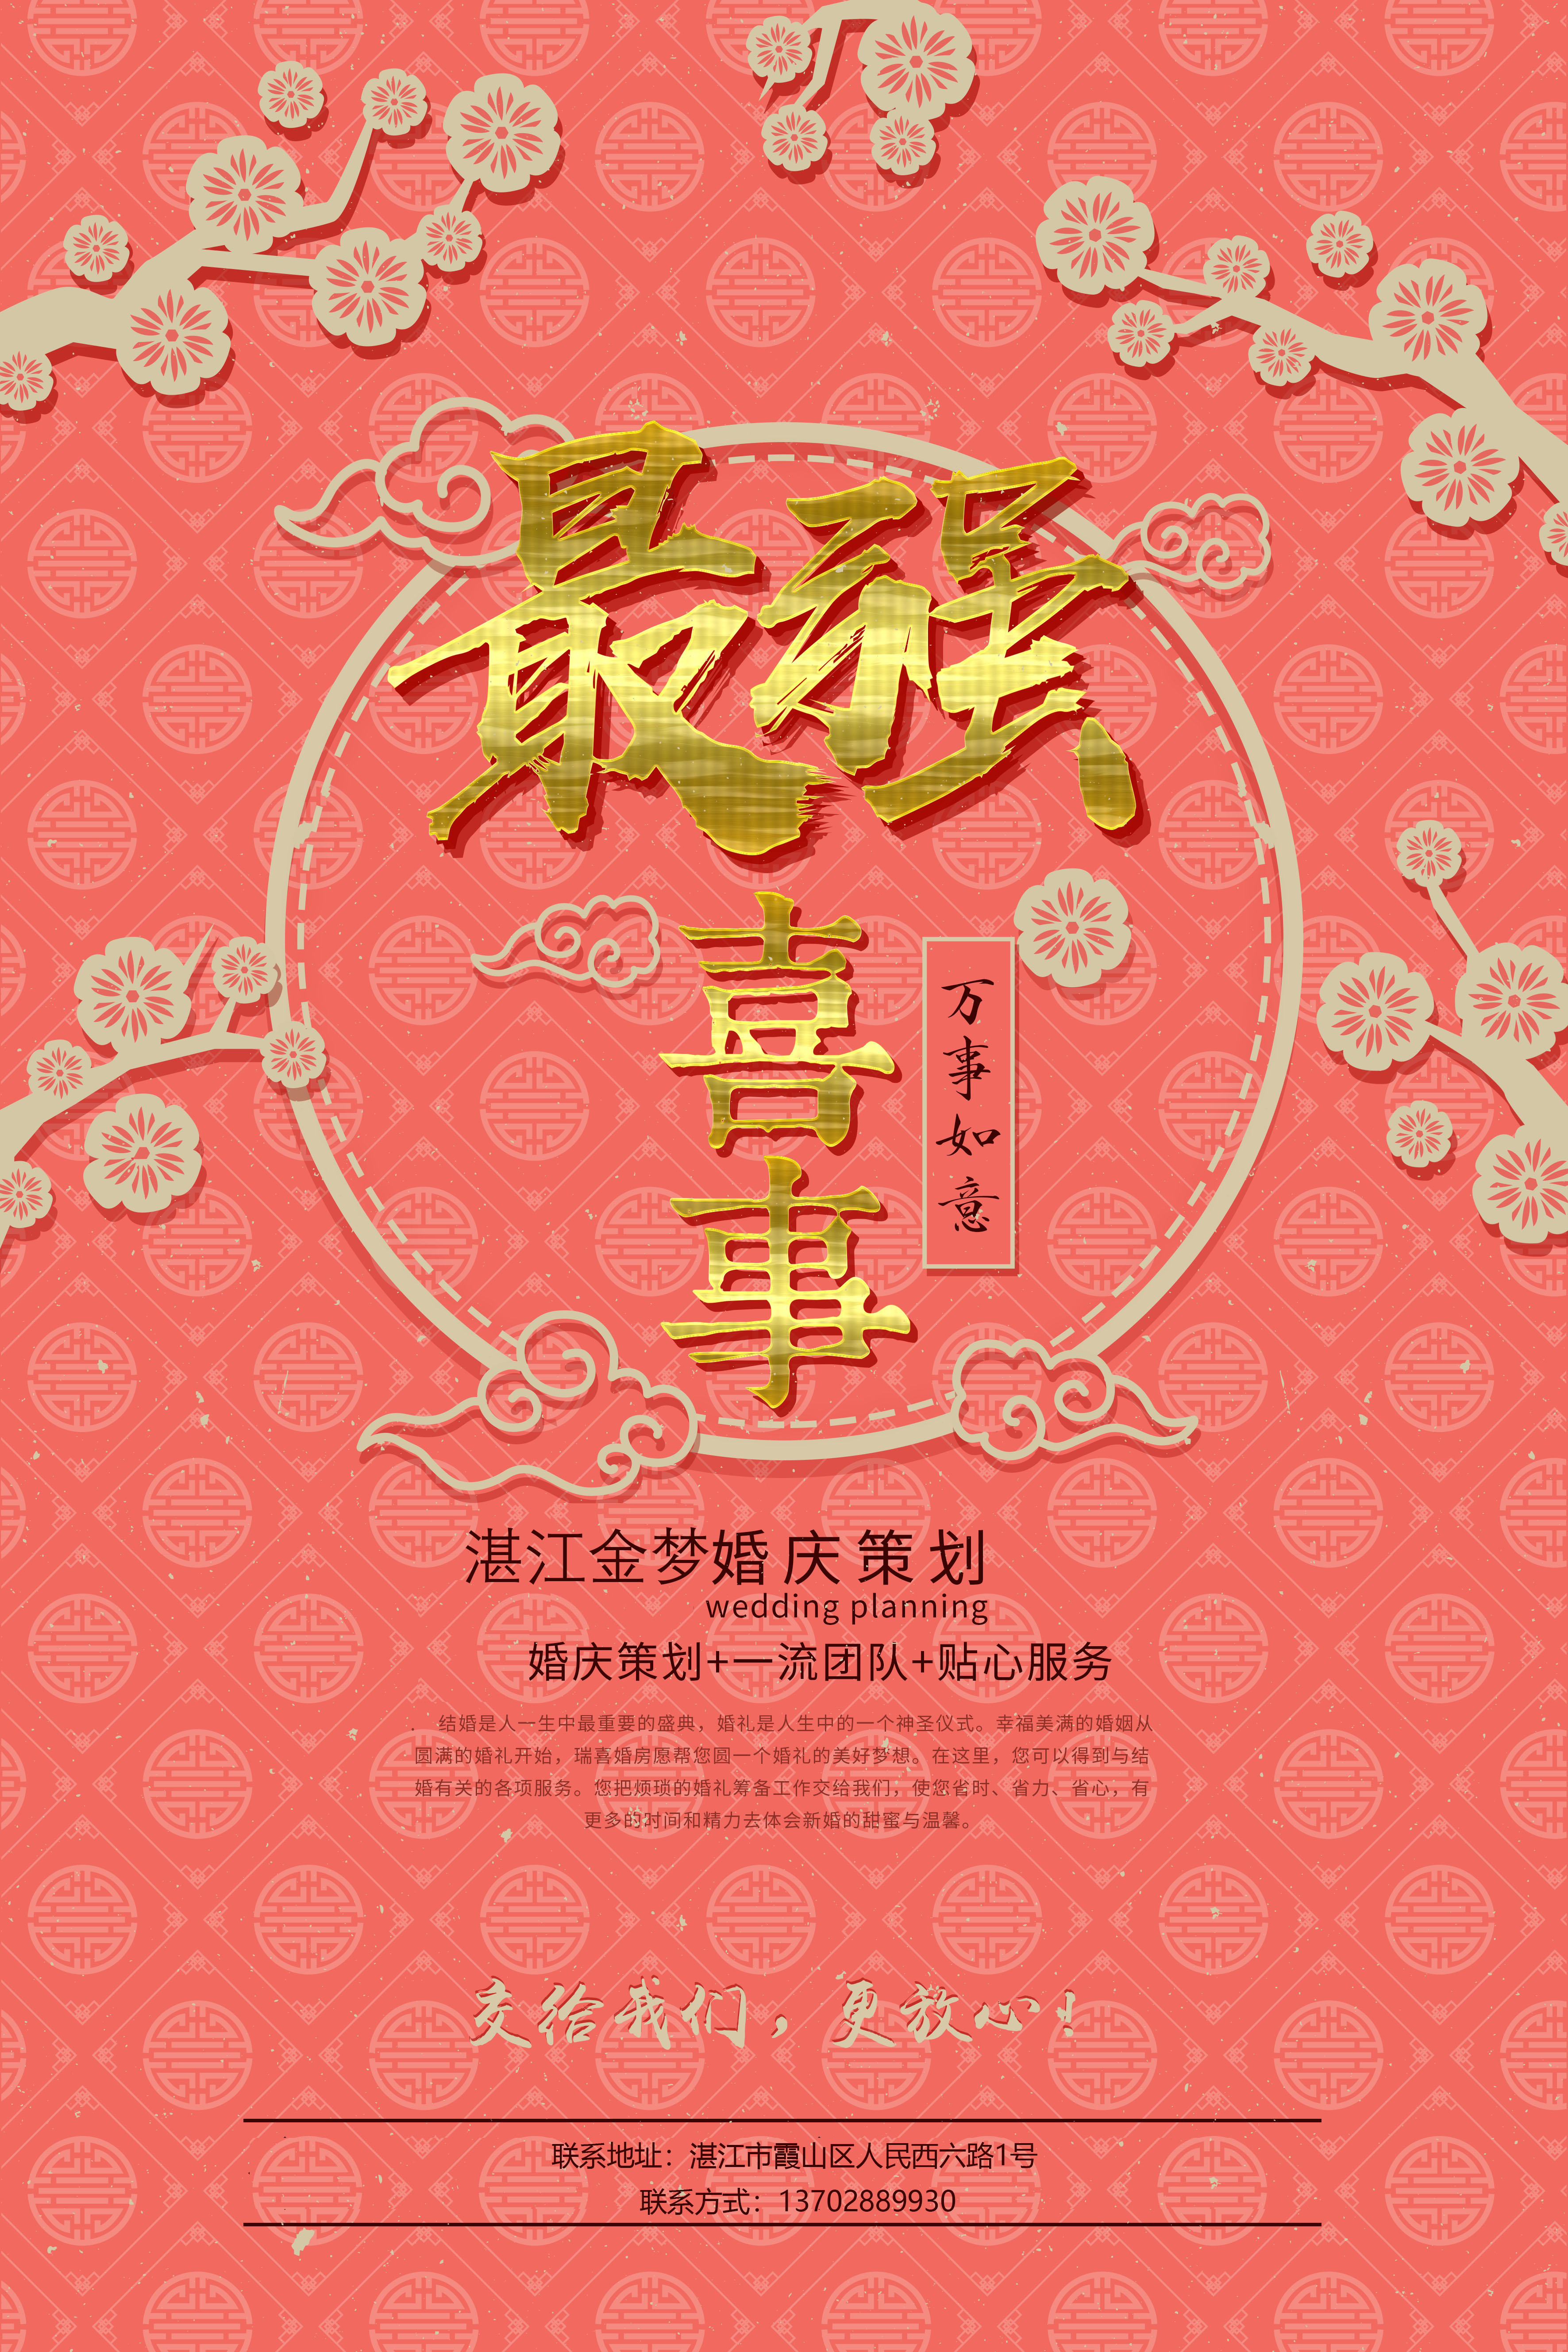 最强
喜事
万事如意
湛江金梦婚庆策划
wedding planning
婚庆策划+一流团队+贴心服务
. 结婚是人一生中最重要的盛典，婚礼是人生中的一个神圣仪式。幸福美满的婚姻从
圆满的婚礼开始，瑞喜婚房愿帮您圆一个婚礼的美好梦想。在这里，您可以得到与结
婚有关的各项服务。您把烦琐的婚礼筹备工作交给我们；使您省时、省力、省心，有
更多的时间和精力去体会新婚的甜蜜与温馨。
交给我们，更放心！
联系地址：湛江市霞山区人民西六路1号
联系方式：13702889930